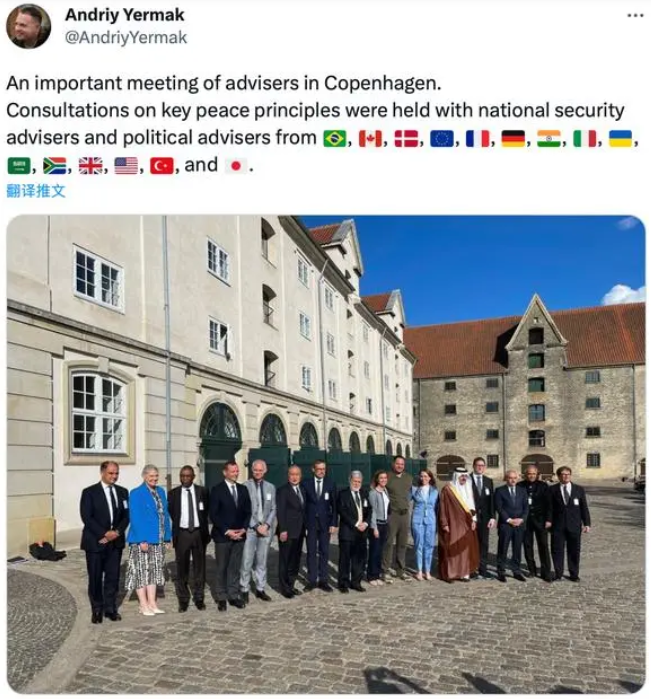 Andriy Yermak
@AndriyYermak
An important meeting of advisers in Copenhagen.
Consultations on key peace principles were held with national security
advisers and political advisers from 🇧🇷, 🇨🇦, 🇩🇰, 🇪🇺, 🇫🇷, 🇩🇪, 🇮🇳, 🇮🇹, 🇺🇦,
🇸🇦, 🇿🇦, 🇬🇧, 🇺🇸, 🇹🇷, and 🇯🇵.
翻译推文